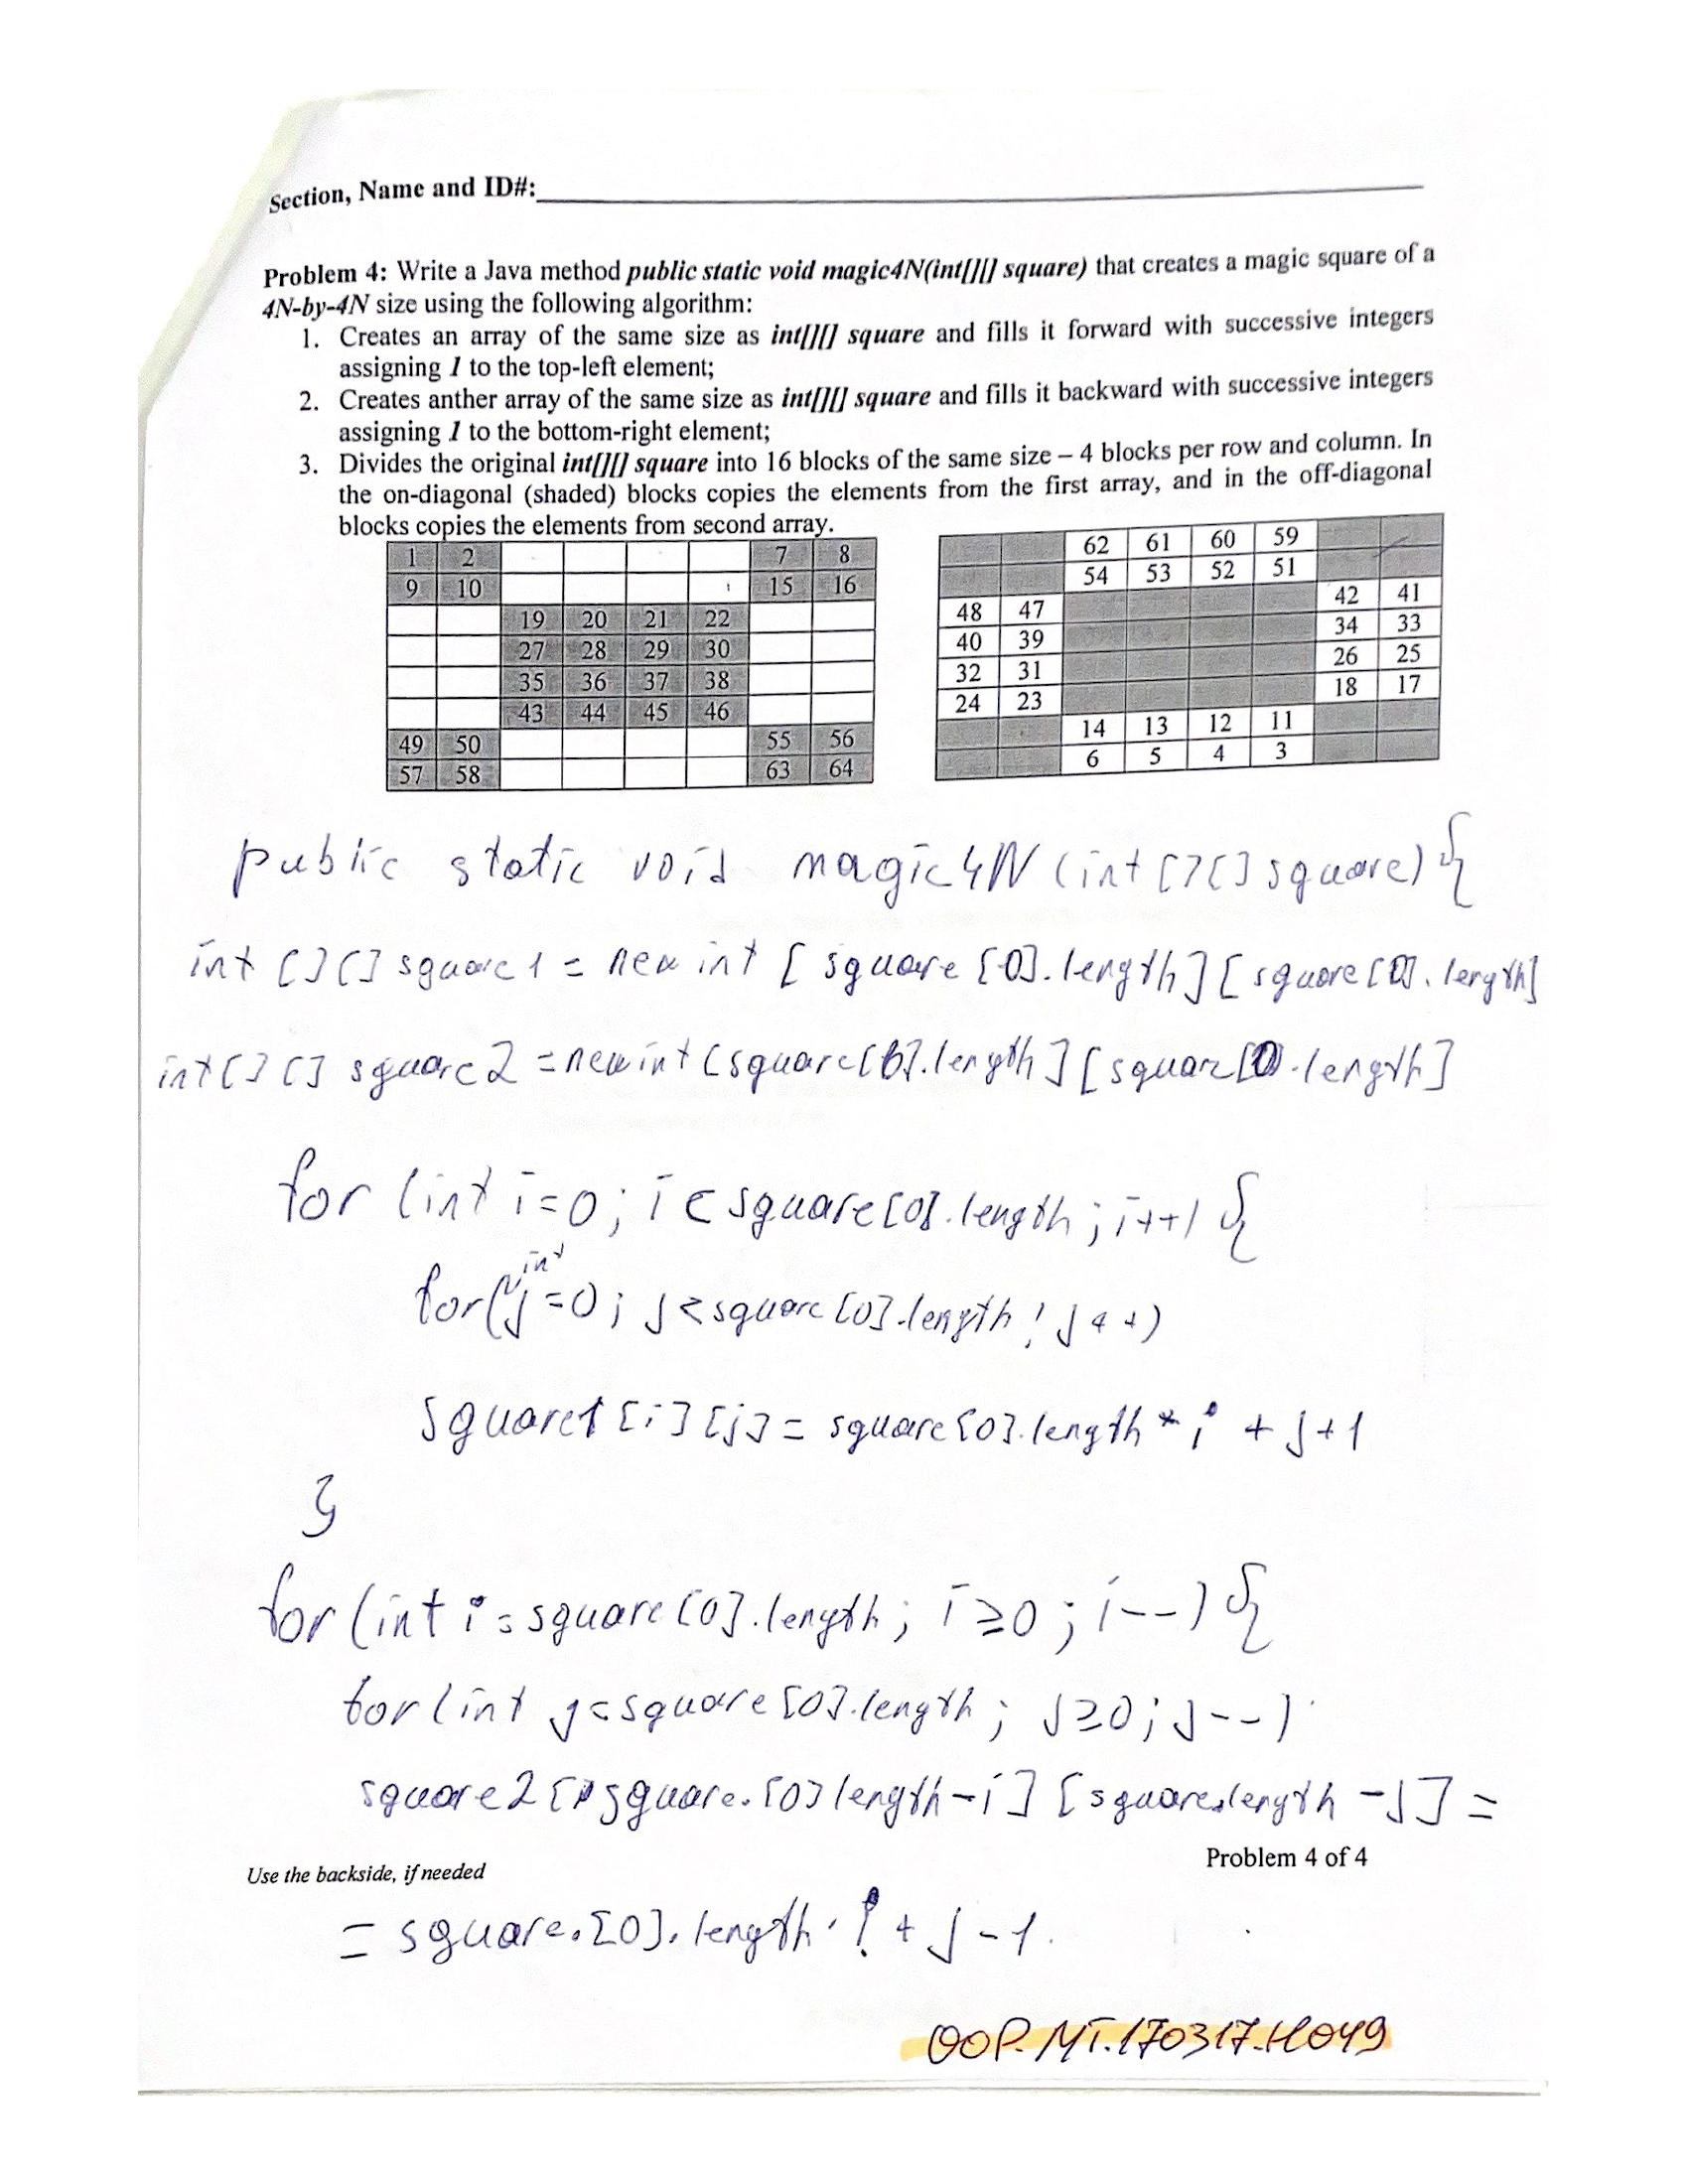 Section, Name and ID#:
Problem 4: Write a Java method public static void magic4N(int[][] square) that creates a magic square of a
4N-by-4N size using the following algorithm:
1. Creates an array of the same size as int[][] square and fills it forward with successive integers
assigning 1 to the top-left element;
2. Creates anther array of the same size as int[][] square and fills it backward with successive integers
assigning 1 to the bottom-right element;
3. Divides the original int[][] square into 16 blocks of the same size – 4 blocks per row and column. In
the on-diagonal (shaded) blocks copies the elements from the first array, and in the off-diagonal
blocks copies the elements from second array.
1 2 7 8
9 10 15 16
19 20 21 22
27 28 29 30
35 36 37 38
43 44 45 46
49 50 55 56
57 58 63 64
62 61 60 59
54 53 52 51
48 47 42 41
40 39 34 33
32 31 26 25
24 23 18 17
14 13 12 11
6 5 4 3
public static void magic4N (int [][] square) {
int [][] square1 = new int [ square [0].length] [ square [0]. length]
int [][] square2 = new int [square[0].length] [square[0].length]
for (int i=0; i < square[0].length; i++) {
for(int j=0; j<square[0].length; j++)
square1 [i] [j] = square[0].length * i + j+1
}
for (int i = square[0].length; i≥0; i--) {
for (int j=square[0].length; j≥0; j--)
square2 [square.[0] length-i] [square.length -j] =
Use the backside, if needed
Problem 4 of 4
= square.[0]. length · i + j - 1.
OOP.MT.170317.H049